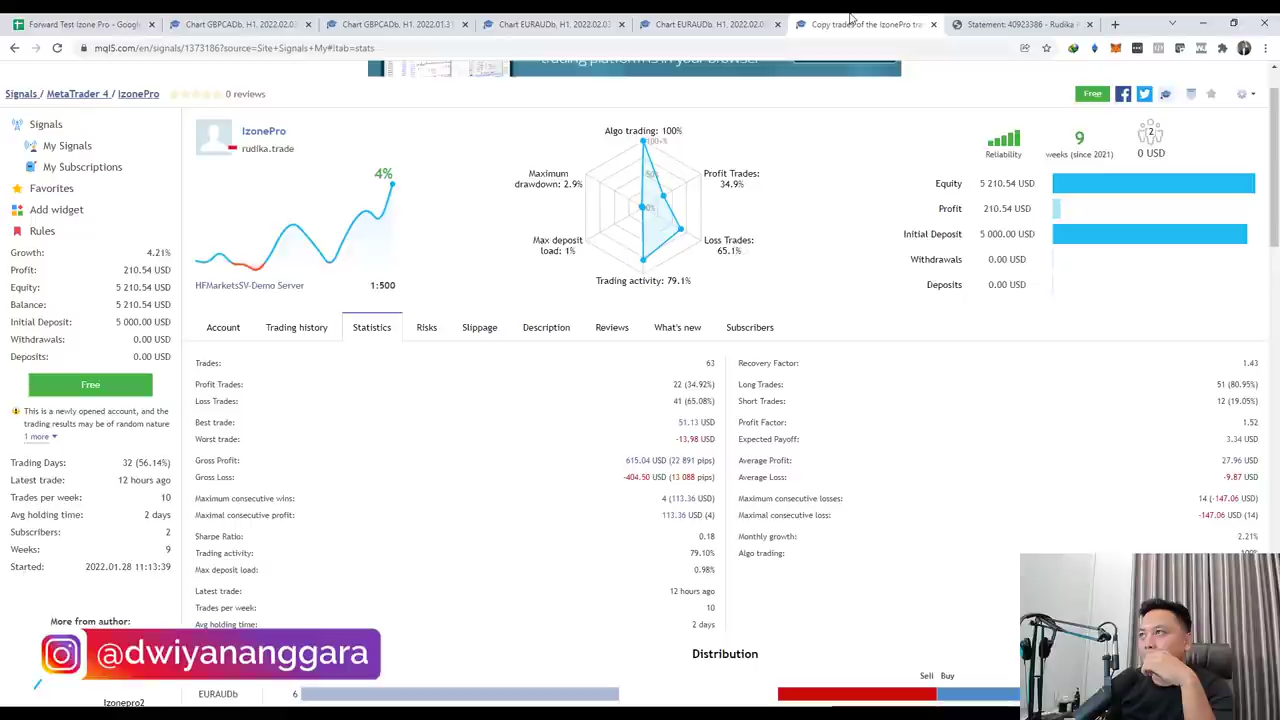 Forward Test Izone Pro - Google
Chart GBPCADb, H1, 2022.02.0
Chart GBPCADb, H1, 2022.01.31
Chart EURAUDb, H1, 2022.02.0
Chart EURAUDb, H1, 2022.02.0
Copy trades of the IzonePro tra
Statement: 40923386 - Rudika P
mql5.com/en/signals/1373186?source=Site+Signals+My#!tab=stats
Signals / MetaTrader 4 / IzonePro
0 reviews
Free
Signals
My Signals
My Subscriptions
Favorites
Add widget
Rules
Growth: 4.21%
Profit: 210.54 USD
Equity: 5 210.54 USD
Balance: 5 210.54 USD
Initial Deposit: 5 000.00 USD
Withdrawals: 0.00 USD
Deposits: 0.00 USD
Free
This is a newly opened account, and the
trading results may be of random nature
1 more
Trading Days: 32 (56.14%)
Latest trade: 12 hours ago
Trades per week: 10
Avg holding time: 2 days
Subscribers: 2
Weeks: 9
Started: 2022.01.28 11:13:39
More from author:
Izonepro2
IzonePro
rudika.trade
4%
HFMarketsSV-Demo Server 1:500
Algo trading: 100%
100+%
50%
0%
Maximum
drawdown: 2.9%
Profit Trades:
34.9%
Max deposit
load: 1%
Loss Trades:
65.1%
Trading activity: 79.1%
Reliability
9
weeks (since 2021)
2
0 USD
Equity 5 210.54 USD
Profit 210.54 USD
Initial Deposit 5 000.00 USD
Withdrawals 0.00 USD
Deposits 0.00 USD
Account
Trading history
Statistics
Risks
Slippage
Description
Reviews
What's new
Subscribers
Trades: 63
Profit Trades: 22 (34.92%)
Loss Trades: 41 (65.08%)
Best trade: 51.13 USD
Worst trade: -13.98 USD
Gross Profit: 615.04 USD (22 891 pips)
Gross Loss: -404.50 USD (13 088 pips)
Maximum consecutive wins: 4 (113.36 USD)
Maximal consecutive profit: 113.36 USD (4)
Sharpe Ratio: 0.18
Trading activity: 79.10%
Max deposit load: 0.98%
Latest trade: 12 hours ago
Trades per week: 10
Avg holding time: 2 days
Recovery Factor: 1.43
Long Trades: 51 (80.95%)
Short Trades: 12 (19.05%)
Profit Factor: 1.52
Expected Payoff: 3.34 USD
Average Profit: 27.96 USD
Average Loss: -9.87 USD
Maximum consecutive losses: 14 (-147.06 USD)
Maximal consecutive loss: -147.06 USD (14)
Monthly growth: 2.21%
Algo trading: 100%
Distribution
Sell Buy
EURAUDb 6
@dwiyananggara